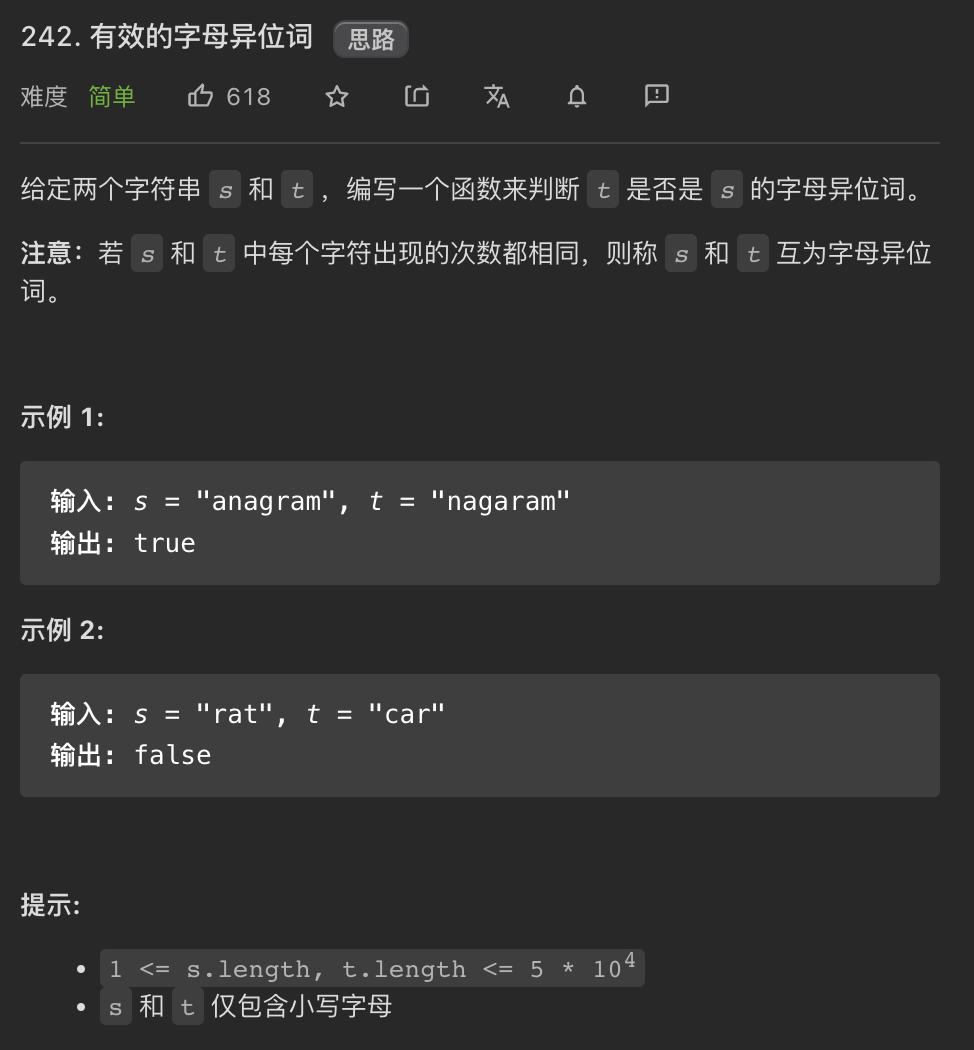 242. 有效的字母异位词 思路
难度 简单 618
给定两个字符串 s 和 t ，编写一个函数来判断 t 是否是 s 的字母异位词。
注意：若 s 和 t 中每个字符出现的次数都相同，则称 s 和 t 互为字母异位
词。
示例 1:
输入: s = "anagram", t = "nagaram"
输出: true
示例 2:
输入: s = "rat", t = "car"
输出: false
提示:
• 1 <= s.length, t.length <= 5 * 10⁴
• s 和 t 仅包含小写字母